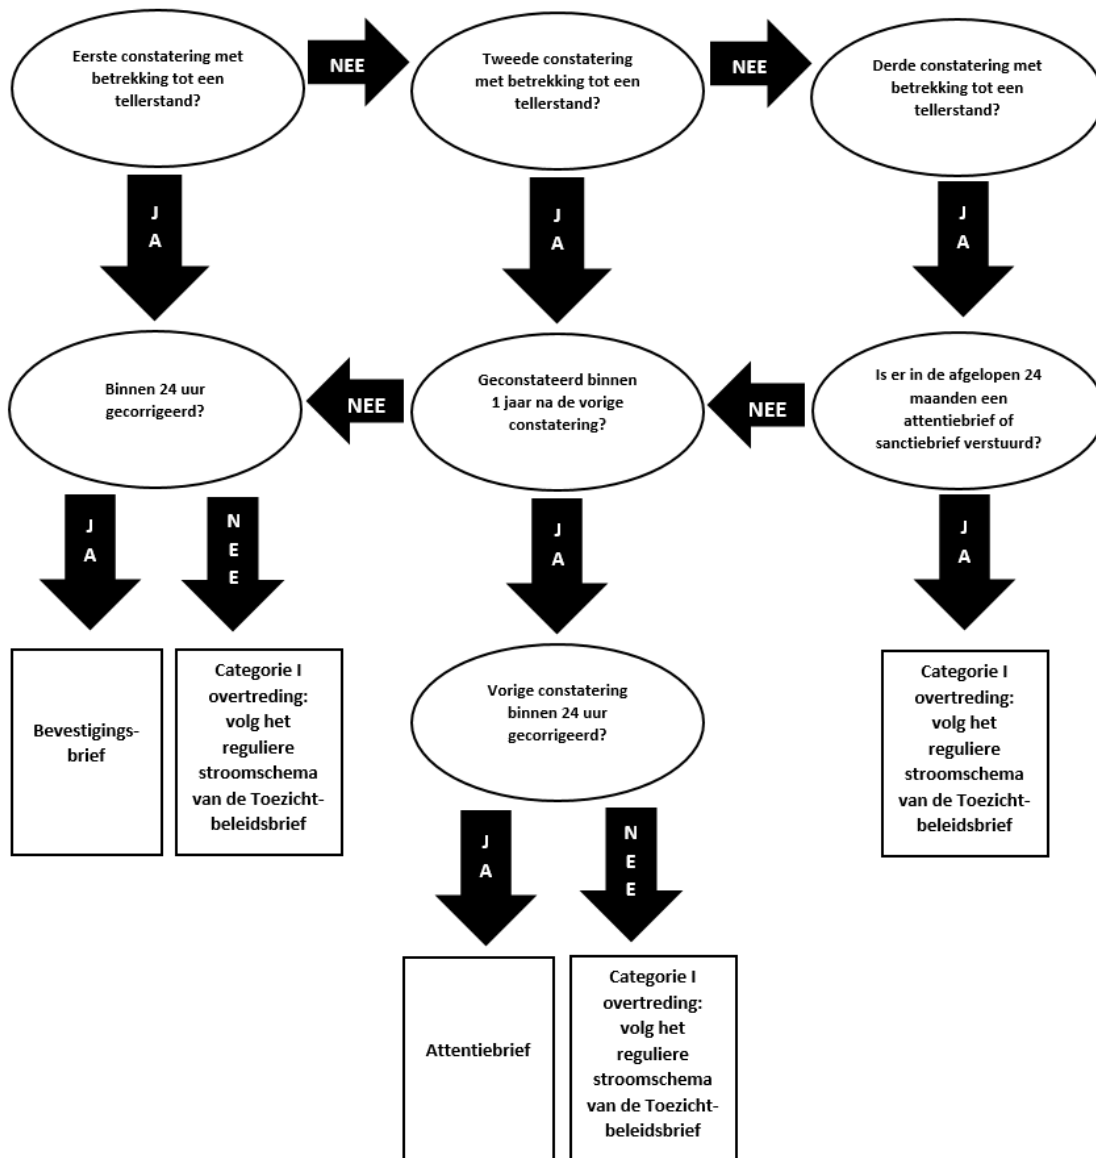 Eerste constatering met
betrekking tot een
tellerstand?
NEE
Tweede constatering
met betrekking tot een
tellerstand?
NEE
Derde constatering met
betrekking tot een
tellerstand?
J
A
J
A
J
A
Binnen 24 uur
gecorrigeerd?
NEE
Geconstateerd binnen
1 jaar na de vorige
constatering?
NEE
Is er in de afgelopen 24
maanden een
attentiebrief of
sanctiebrief verstuurd?
J
A
N
E
E
J
A
J
A
Bevestigings-
brief
Categorie I
overtreding:
volg het
reguliere
stroomschema
van de Toezicht-
beleidsbrief
Vorige constatering
binnen 24 uur
gecorrigeerd?
Categorie I
overtreding:
volg het
reguliere
stroomschema
van de Toezicht-
beleidsbrief
J
A
N
E
E
Attentiebrief
Categorie I
overtreding:
volg het
reguliere
stroomschema
van de Toezicht-
beleidsbrief